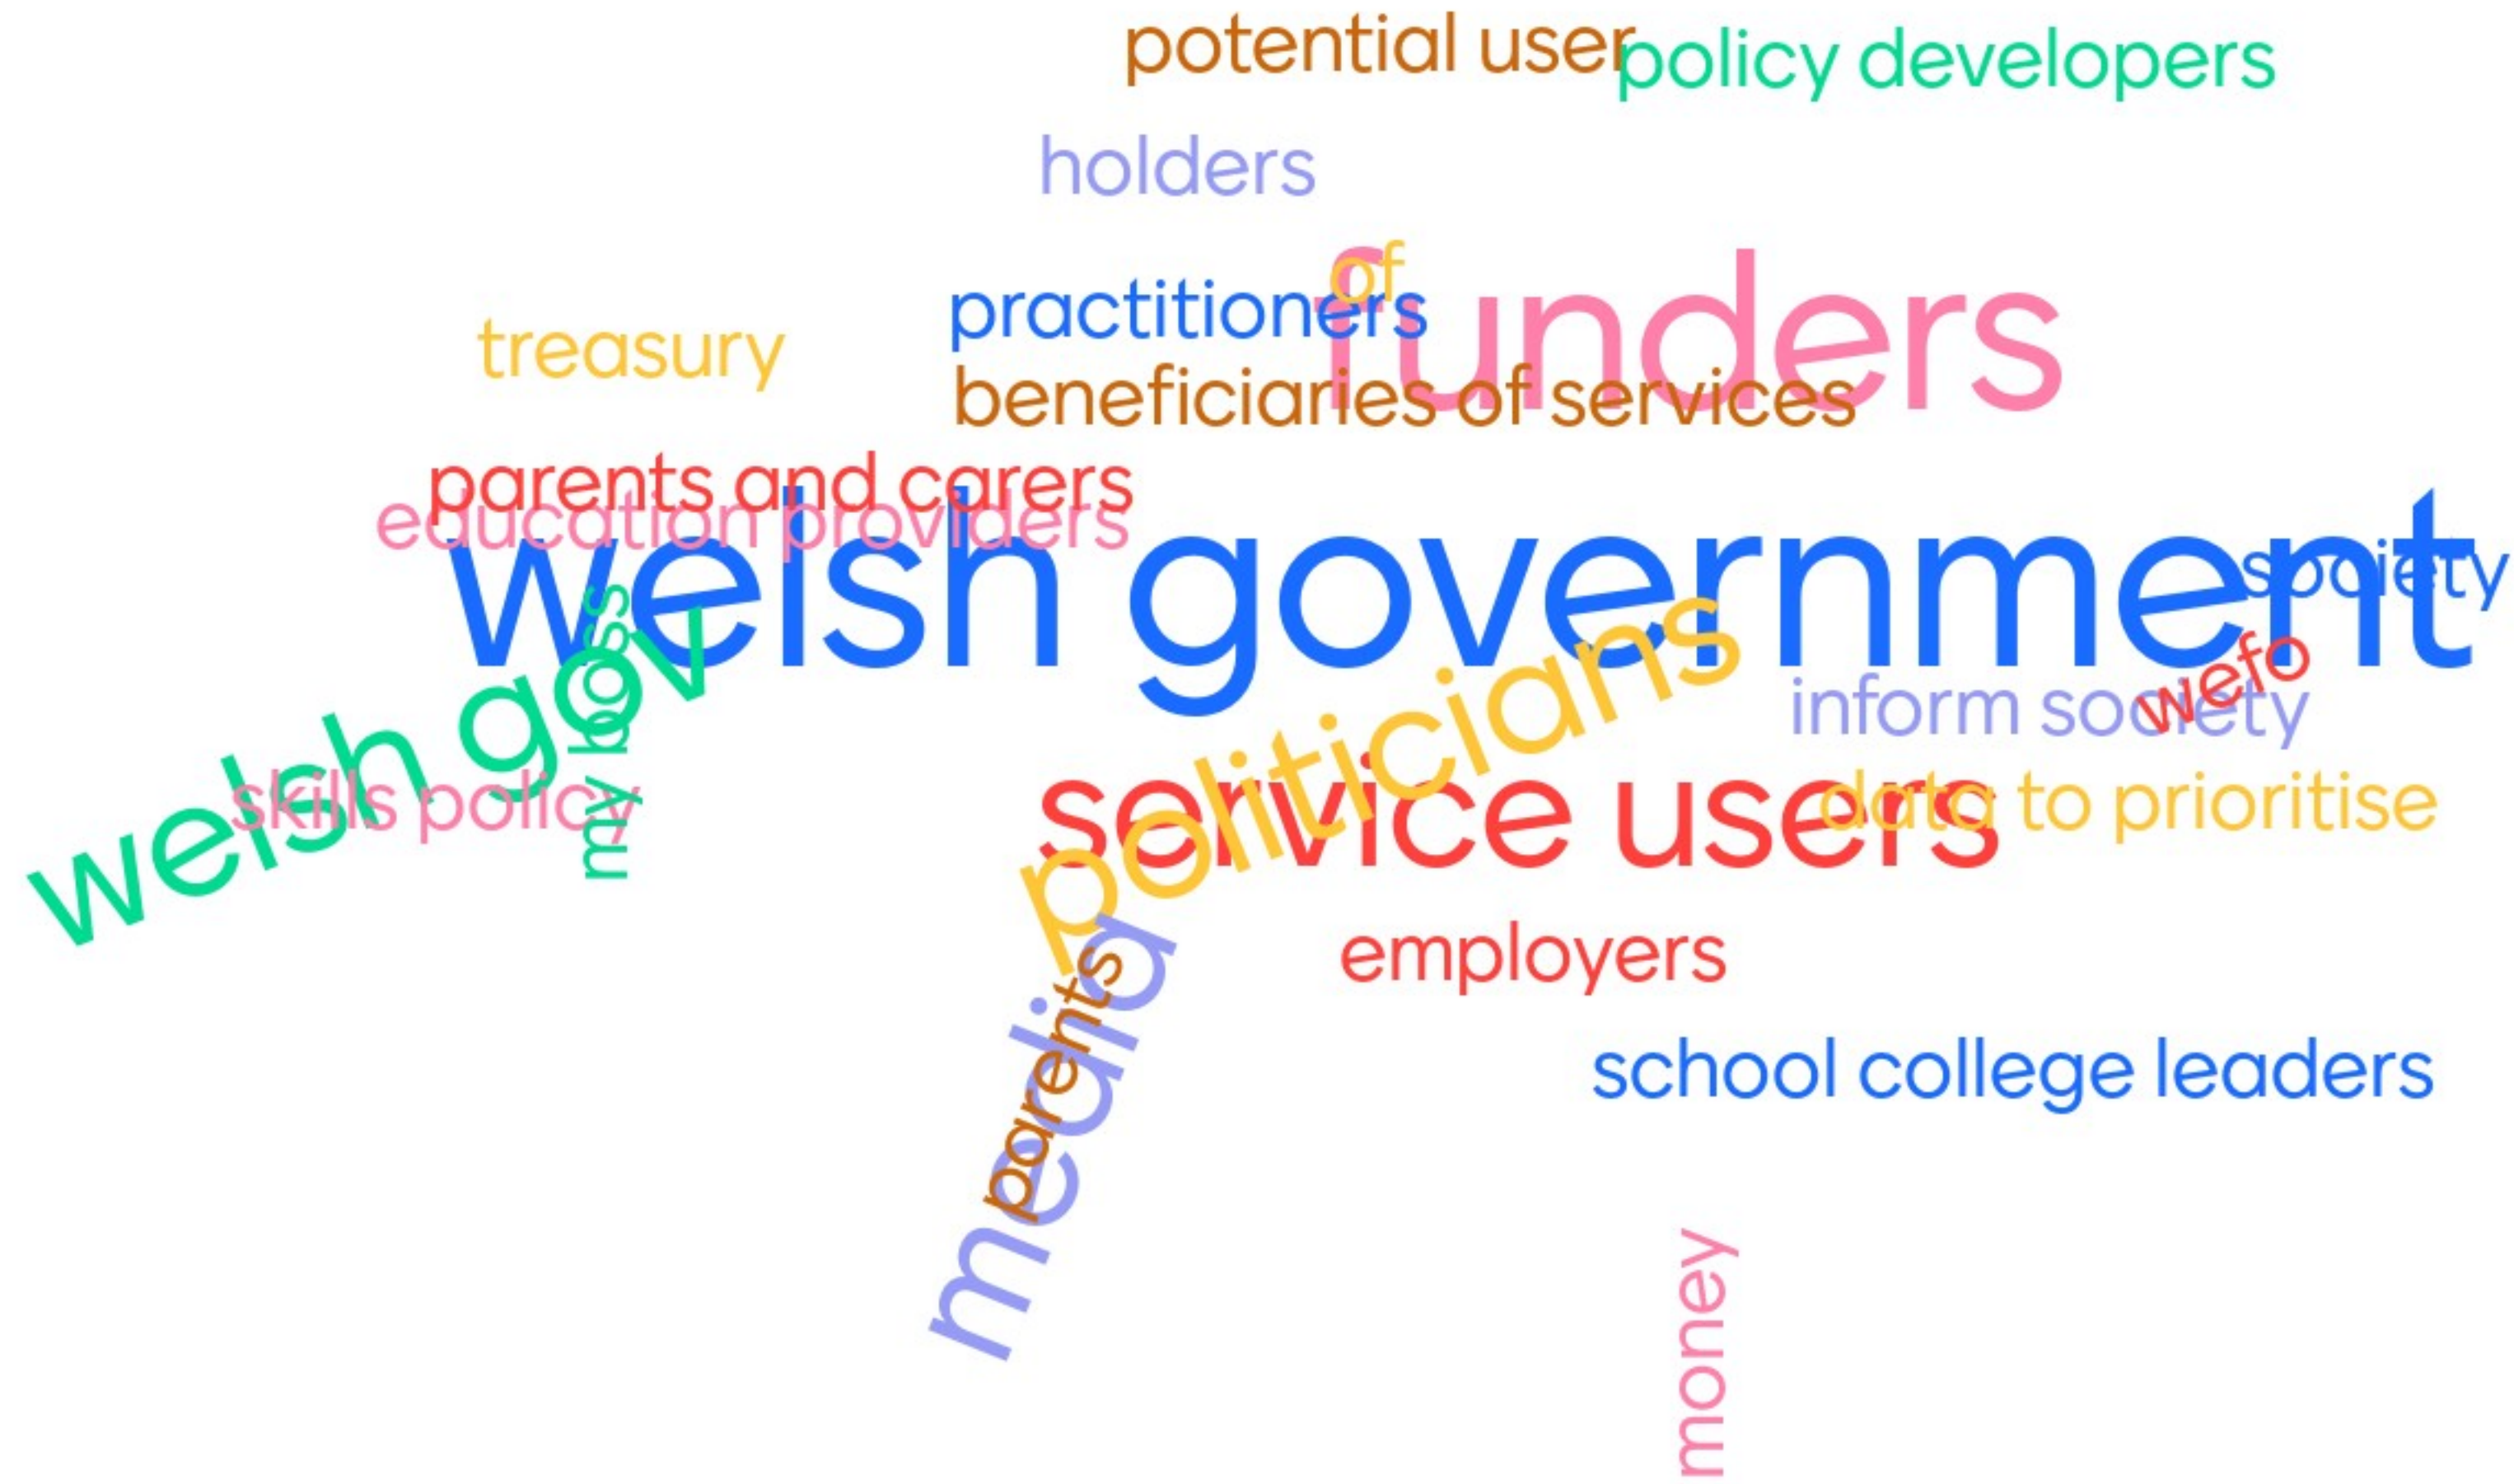 potential user
policy developers
holders
of
funders
practitioners
treasury
beneficiaries of services
parents and carers
education providers
welsh government
society
my boss
welsh gov
politicians
wefo
inform society
skills policy
service users
data to prioritise
employers
media
parents
school college leaders
money